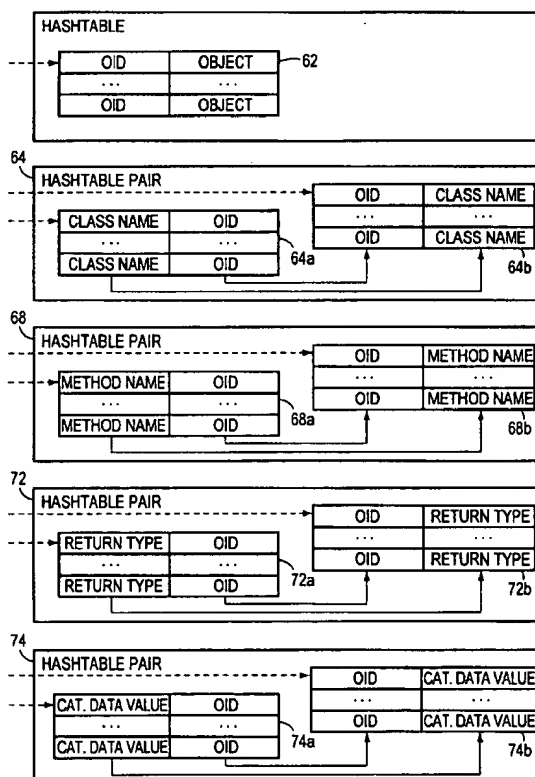 HASHTABLE
OID OBJECT 62
... ...
OID OBJECT
64
HASHTABLE PAIR
OID CLASS NAME
CLASS NAME OID ... ...
... ... OID CLASS NAME
CLASS NAME OID 64a 64b
68
HASHTABLE PAIR
OID METHOD NAME
METHOD NAME OID ... ...
... ... OID METHOD NAME
METHOD NAME OID 68a 68b
72
HASHTABLE PAIR
OID RETURN TYPE
RETURN TYPE OID ... ...
... ... OID RETURN TYPE
RETURN TYPE OID 72a 72b
74
HASHTABLE PAIR
OID CAT. DATA VALUE
CAT. DATA VALUE OID ... ...
... ... OID CAT. DATA VALUE
CAT. DATA VALUE OID 74a 74b